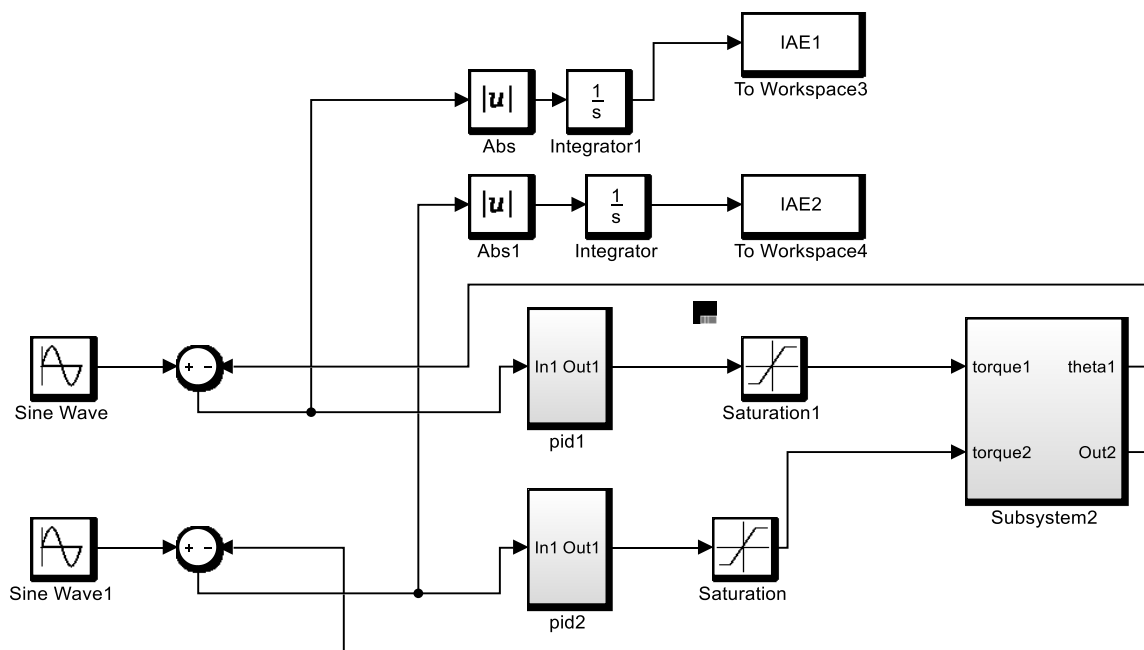 IAE1
To Workspace3
|u|
1
s
Abs
Integrator1
IAE2
|u|
1
s
Abs1
Integrator
To Workspace4
Sine Wave
+ −
In1 Out1
pid1
Saturation1
torque1
theta1
torque2
Out2
Subsystem2
Sine Wave1
+ −
In1 Out1
pid2
Saturation